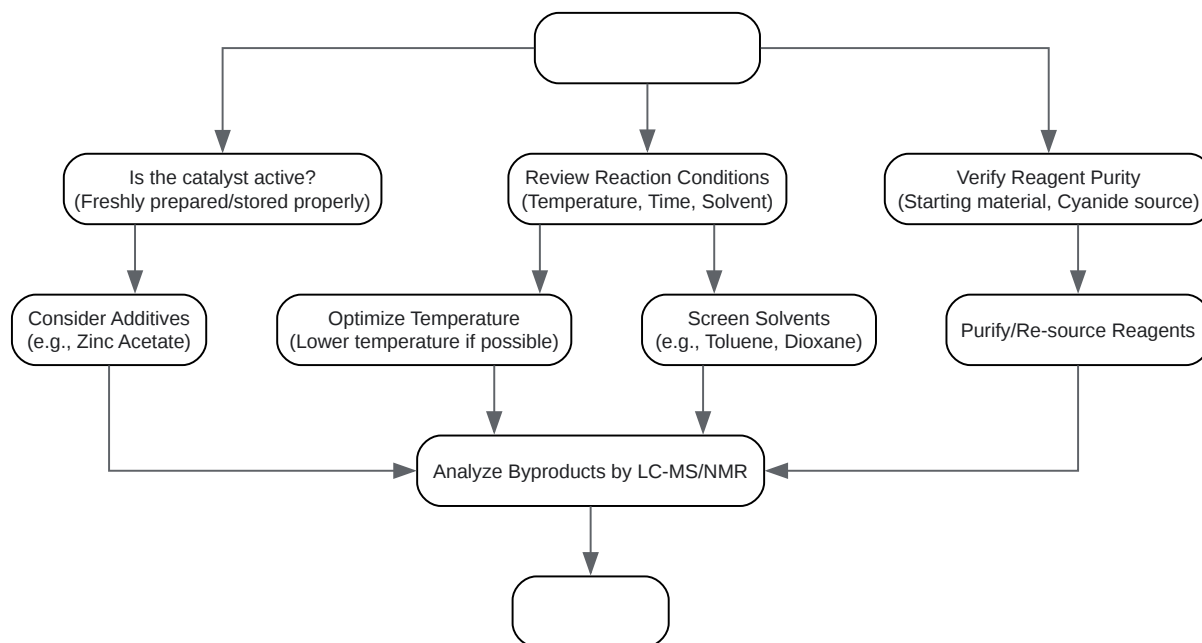 Is the catalyst active?
(Freshly prepared/stored properly)
Review Reaction Conditions
(Temperature, Time, Solvent)
Verify Reagent Purity
(Starting material, Cyanide source)
Consider Additives
(e.g., Zinc Acetate)
Optimize Temperature
(Lower temperature if possible)
Screen Solvents
(e.g., Toluene, Dioxane)
Purify/Re-source Reagents
Analyze Byproducts by LC-MS/NMR